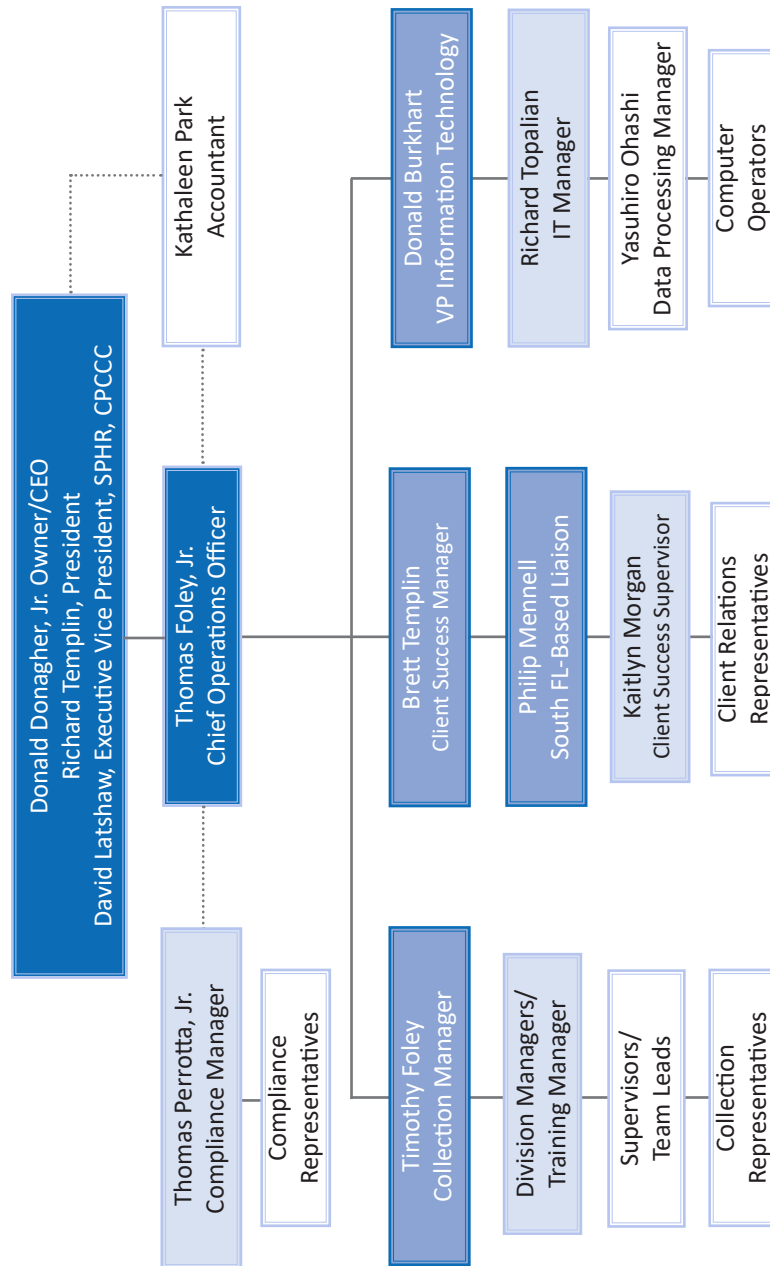 Donald Donagher, Jr. Owner/CEO
Richard Templin, President
David Latshaw, Executive Vice President, SPHR, CPCCC
Thomas Perrotta, Jr.
Compliance Manager
Compliance
Representatives
Thomas Foley, Jr.
Chief Operations Officer
Kathaleen Park
Accountant
Timothy Foley
Collection Manager
Division Managers/
Training Manager
Supervisors/
Team Leads
Collection
Representatives
Brett Templin
Client Success Manager
Philip Mennell
South FL-Based Liaison
Kaitlyn Morgan
Client Success Supervisor
Client Relations
Representatives
Donald Burkhart
VP Information Technology
Richard Topalian
IT Manager
Yasuhiro Ohashi
Data Processing Manager
Computer
Operators